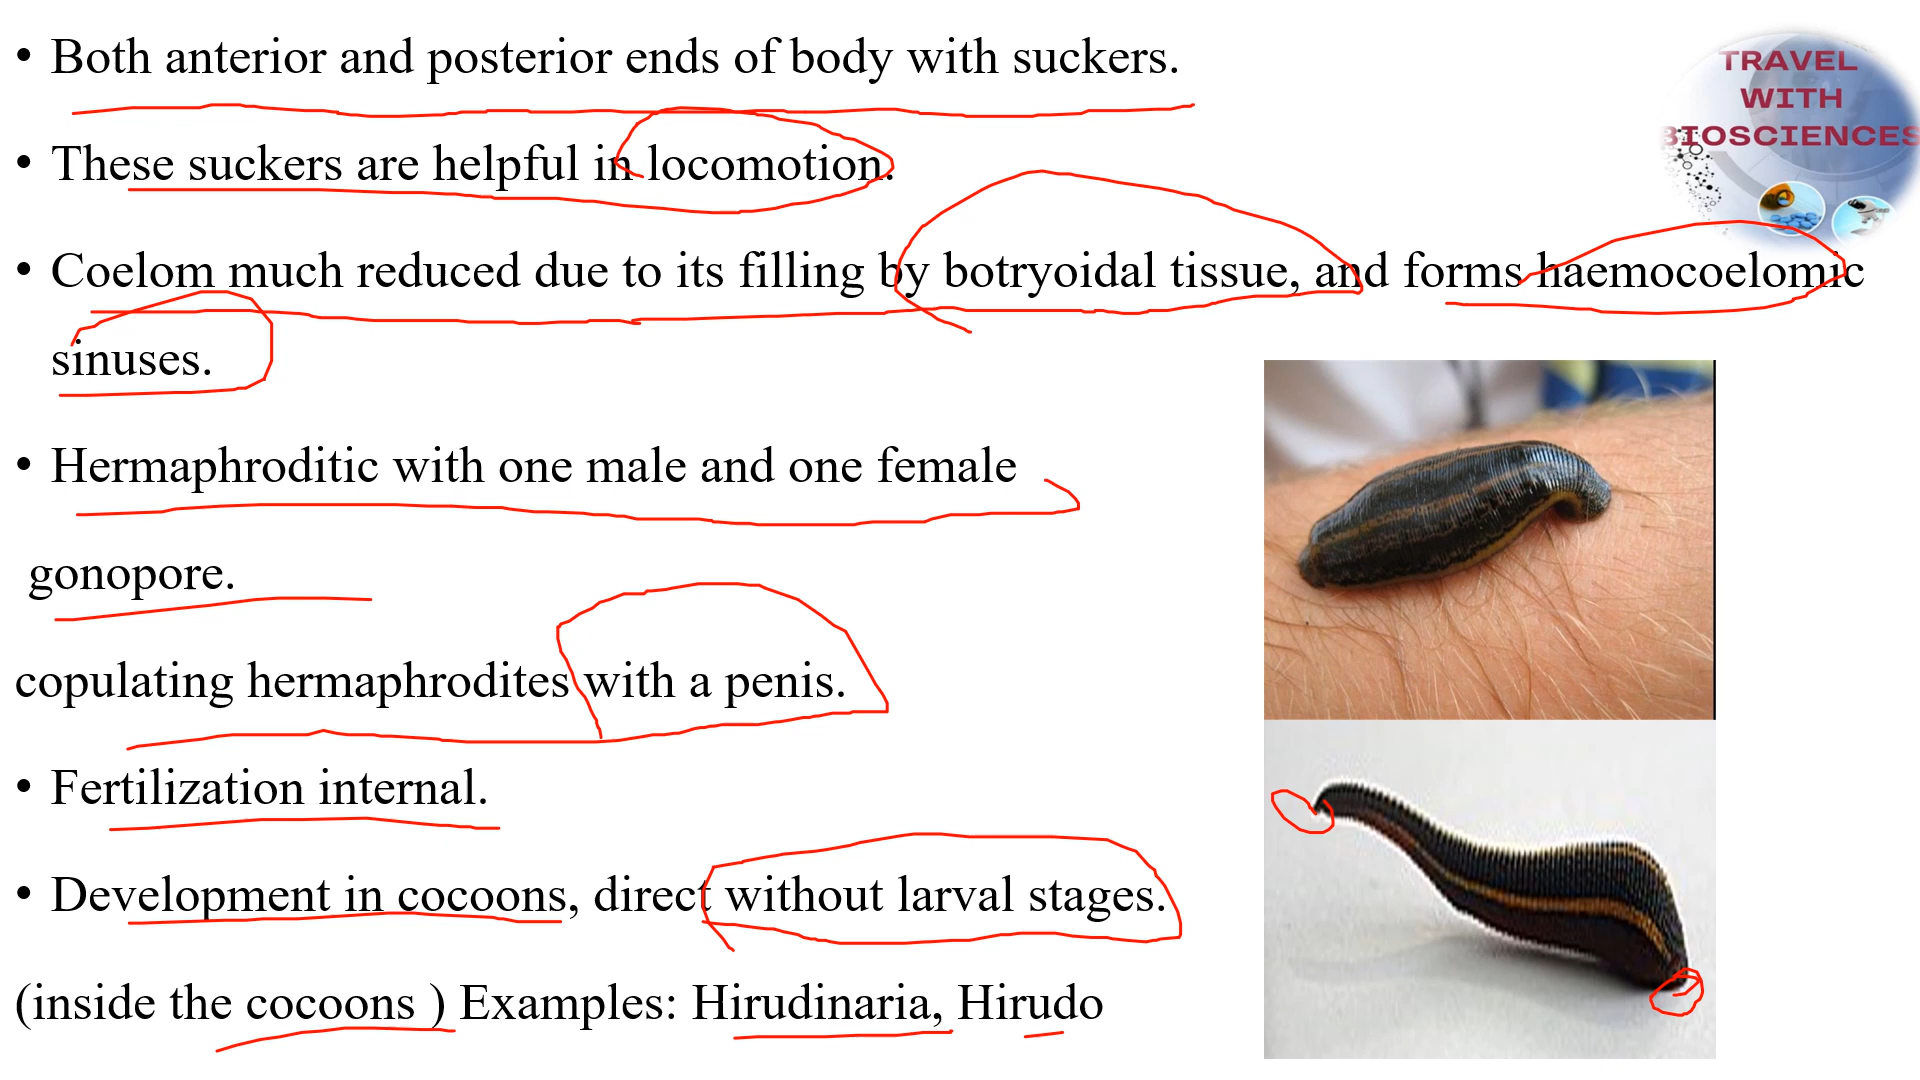 • Both anterior and posterior ends of body with suckers.
• These suckers are helpful in locomotion.
• Coelom much reduced due to its filling by botryoidal tissue, and forms haemocoelomic
sinuses.
• Hermaphroditic with one male and one female
gonopore.
copulating hermaphrodites with a penis.
• Fertilization internal.
• Development in cocoons, direct without larval stages.
(inside the cocoons ) Examples: Hirudinaria, Hirudo
TRAVEL
WITH
BIOSCIENCES